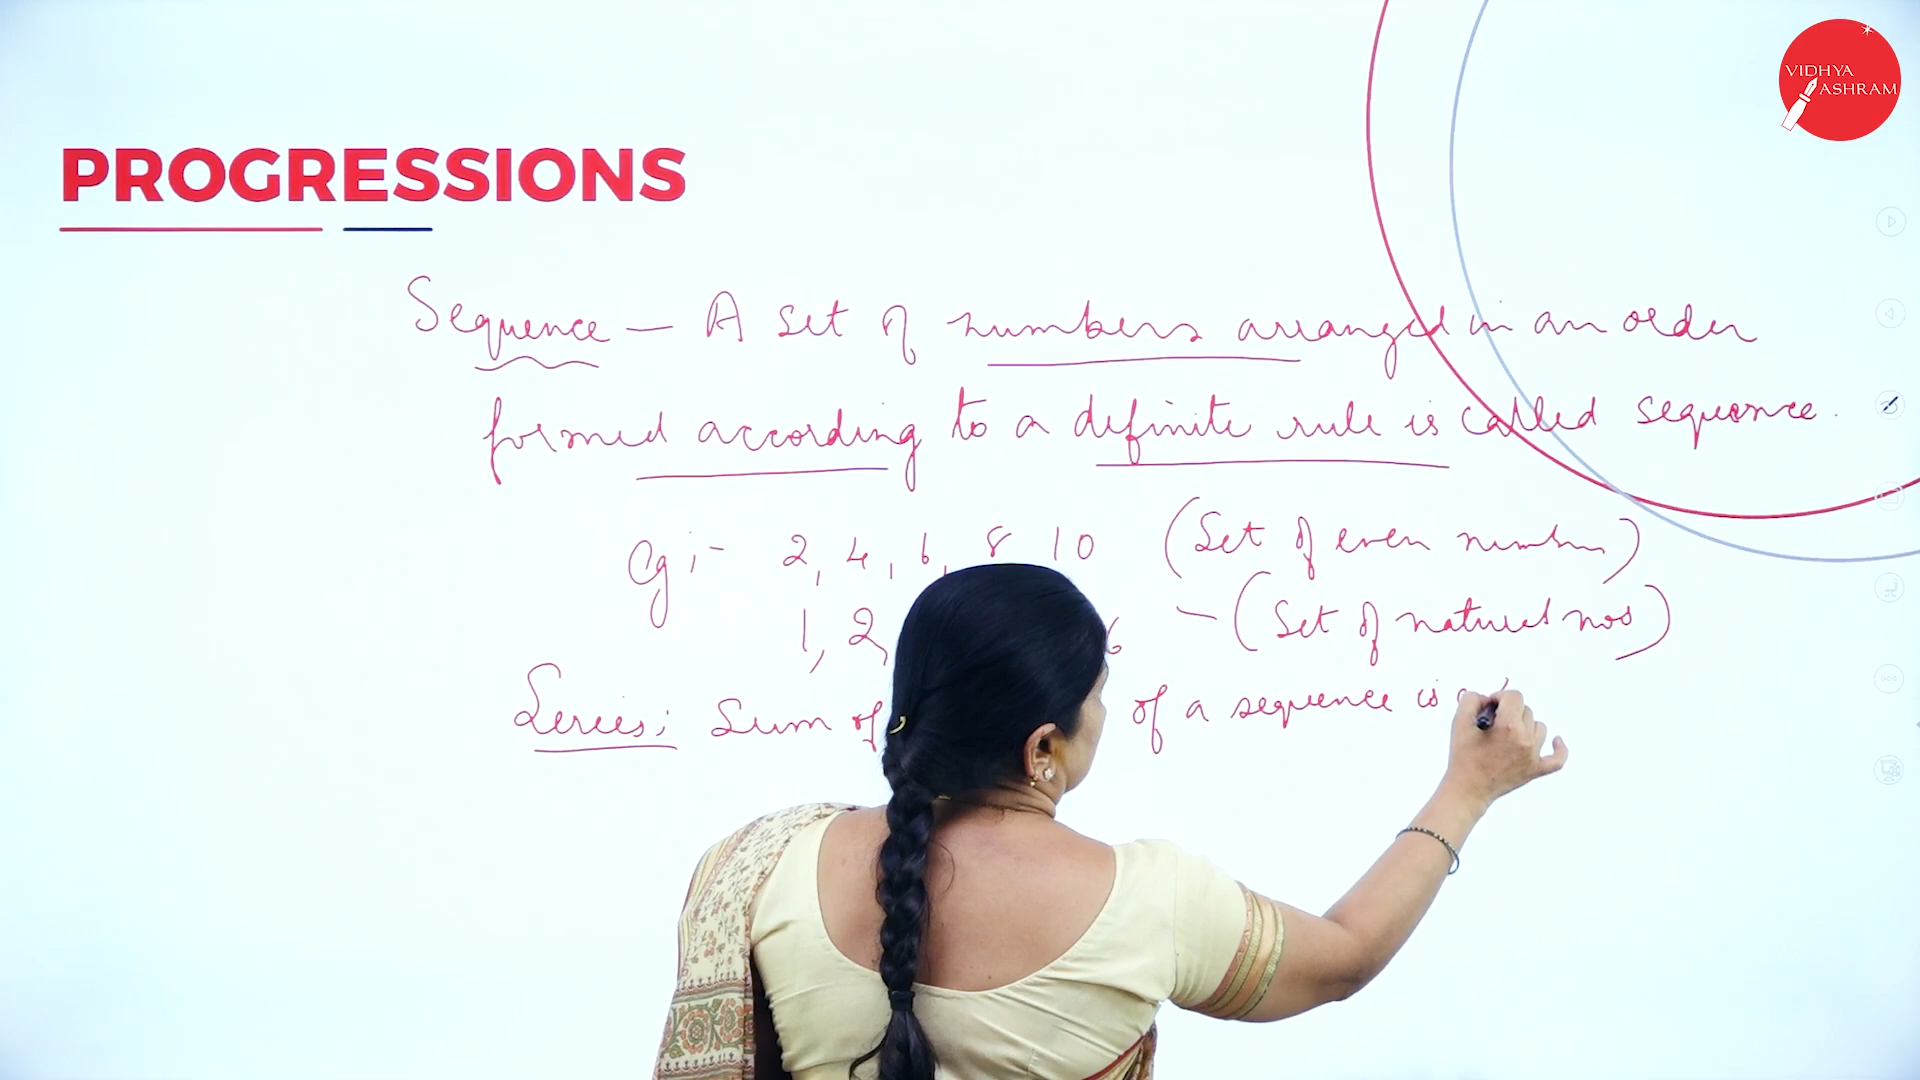 VIDHYA
ASHRAM
PROGRESSIONS
Sequence — A set of numbers arranged in an order
formed according to a definite rule is called sequence.
eg:- 2, 4, 6, 8 10 (Set of even numbers)
1, 2, 6 - (Set of natural nos)
Series: Sum of of a sequence is